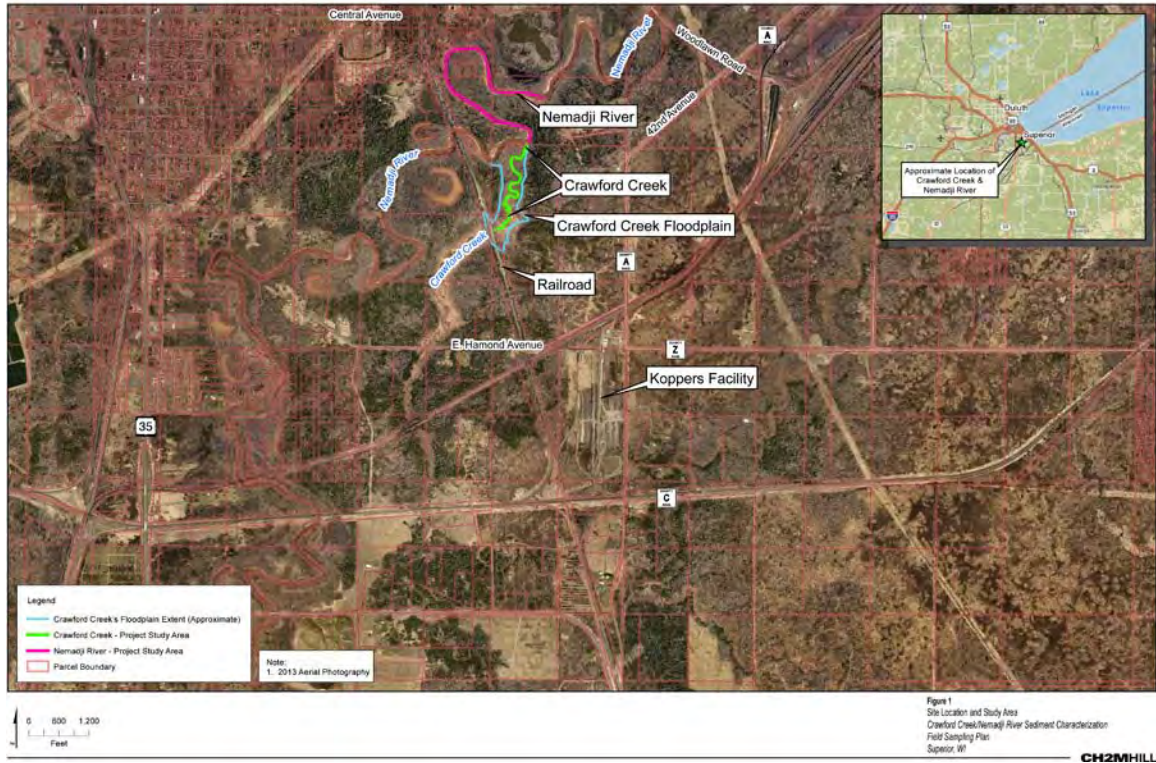 Central Avenue
Nemadji River
Woodlawn Road
COUNTY
A
Nemadji River
42nd Avenue
Nemadji River
Crawford Creek
Crawford Creek Floodplain
Crawford Creek
COUNTY
A
Railroad
E. Hamond Avenue
Z
Koppers Facility
35
C
Duluth
Superior
Lake
Superior
Approximate Location of
Crawford Creek &
Nemadji River
Legend
Crawford Creek's Floodplain Extent (Approximate)
Crawford Creek - Project Study Area
Nemadji River - Project Study Area
Parcel Boundary
Note:
1. 2013 Aerial Photography
0 600 1,200
Feet
Figure 1
Site Location and Study Area
Crawford Creek/Nemadji River Sediment Characterization
Field Sampling Plan
Superior, WI
CH2MHILL